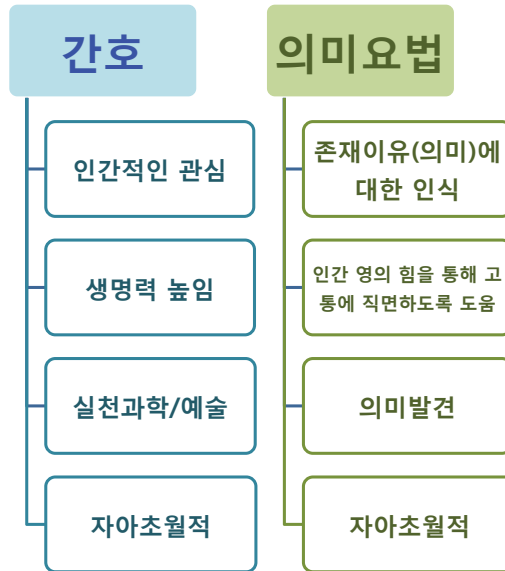 간호
인간적인 관심
생명력 높임
실천과학/예술
자아초월적
의미요법
존재이유(의미)에
대한 인식
인간 영의 힘을 통해 고
통에 직면하도록 도움
의미발견
자아초월적